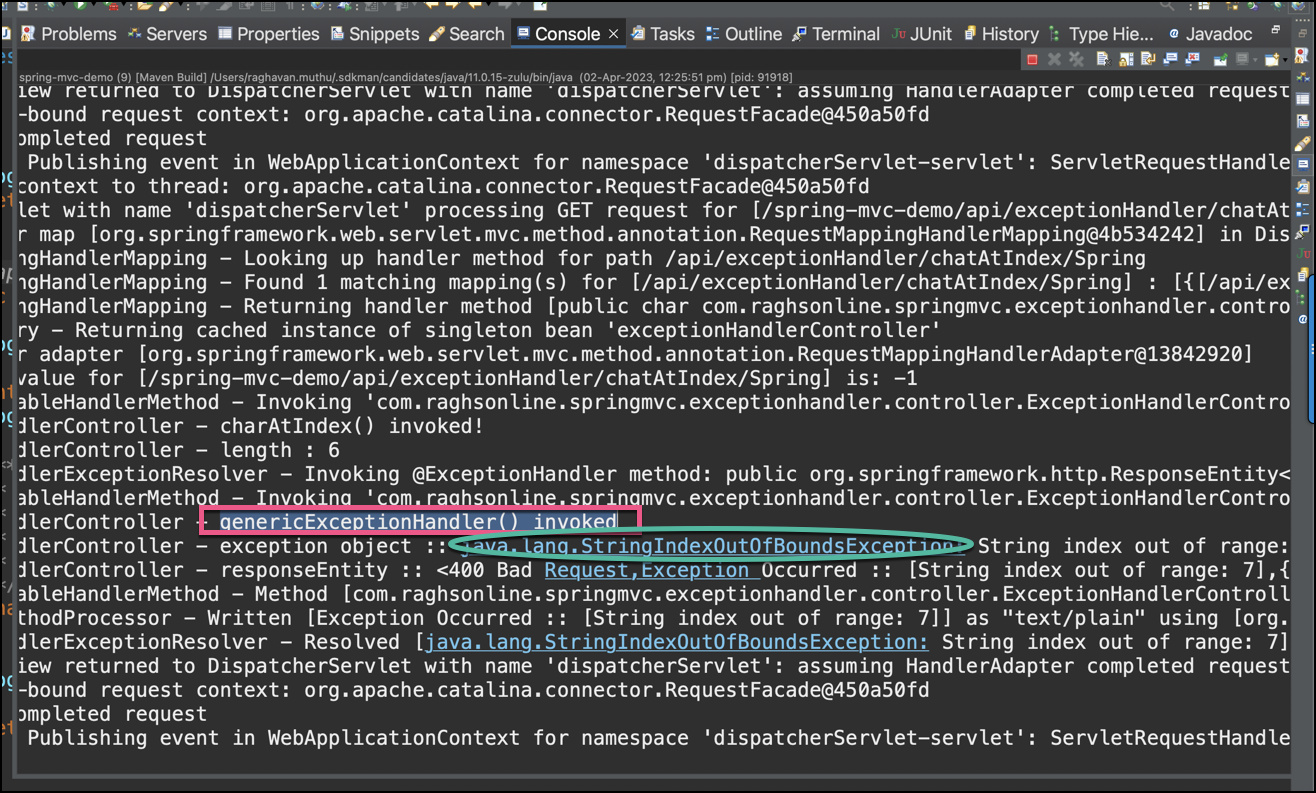 Problems Servers Properties Snippets Search Console Tasks Outline Terminal JUnit History Type Hie... @ Javadoc
spring-mvc-demo (9) [Maven Build] /Users/raghavan.muthu/.sdkman/candidates/java/11.0.15-zulu/bin/java (02-Apr-2023, 12:25:51 pm) [pid: 91918]
iew returned to DispatcherServlet with name 'dispatcherServlet': assuming HandlerAdapter completed request
-bound request context: org.apache.catalina.connector.RequestFacade@450a50fd
ompleted request
Publishing event in WebApplicationContext for namespace 'dispatcherServlet-servlet': ServletRequestHandle
context to thread: org.apache.catalina.connector.RequestFacade@450a50fd
let with name 'dispatcherServlet' processing GET request for [/spring-mvc-demo/api/exceptionHandler/chatAt
r map [org.springframework.web.servlet.mvc.method.annotation.RequestMappingHandlerMapping@4b534242] in Dis
ngHandlerMapping - Looking up handler method for path /api/exceptionHandler/chatAtIndex/Spring
ngHandlerMapping - Found 1 matching mapping(s) for [/api/exceptionHandler/chatAtIndex/Spring] : [{[/api/ex
ngHandlerMapping - Returning handler method [public char com.raghsonline.springmvc.exceptionhandler.contro
ry - Returning cached instance of singleton bean 'exceptionHandlerController'
r adapter [org.springframework.web.servlet.mvc.method.annotation.RequestMappingHandlerAdapter@13842920]
value for [/spring-mvc-demo/api/exceptionHandler/chatAtIndex/Spring] is: -1
ableHandlerMethod - Invoking 'com.raghsonline.springmvc.exceptionhandler.controller.ExceptionHandlerContro
dlerController - charAtIndex() invoked!
dlerController - length : 6
dlerExceptionResolver - Invoking @ExceptionHandler method: public org.springframework.http.ResponseEntity<
ableHandlerMethod - Invoking 'com.raghsonline.springmvc.exceptionhandler.controller.ExceptionHandlerContro
dlerController - genericExceptionHandler() invoked
dlerController - exception object :: java.lang.StringIndexOutOfBoundsException: String index out of range:
dlerController - responseEntity :: <400 Bad Request,Exception Occurred :: [String index out of range: 7],{
ableHandlerMethod - Method [com.raghsonline.springmvc.exceptionhandler.controller.ExceptionHandlerControll
thodProcessor - Written [Exception Occurred :: [String index out of range: 7]] as "text/plain" using [org.
dlerExceptionResolver - Resolved [java.lang.StringIndexOutOfBoundsException: String index out of range: 7]
iew returned to DispatcherServlet with name 'dispatcherServlet': assuming HandlerAdapter completed request
-bound request context: org.apache.catalina.connector.RequestFacade@450a50fd
ompleted request
Publishing event in WebApplicationContext for namespace 'dispatcherServlet-servlet': ServletRequestHandle